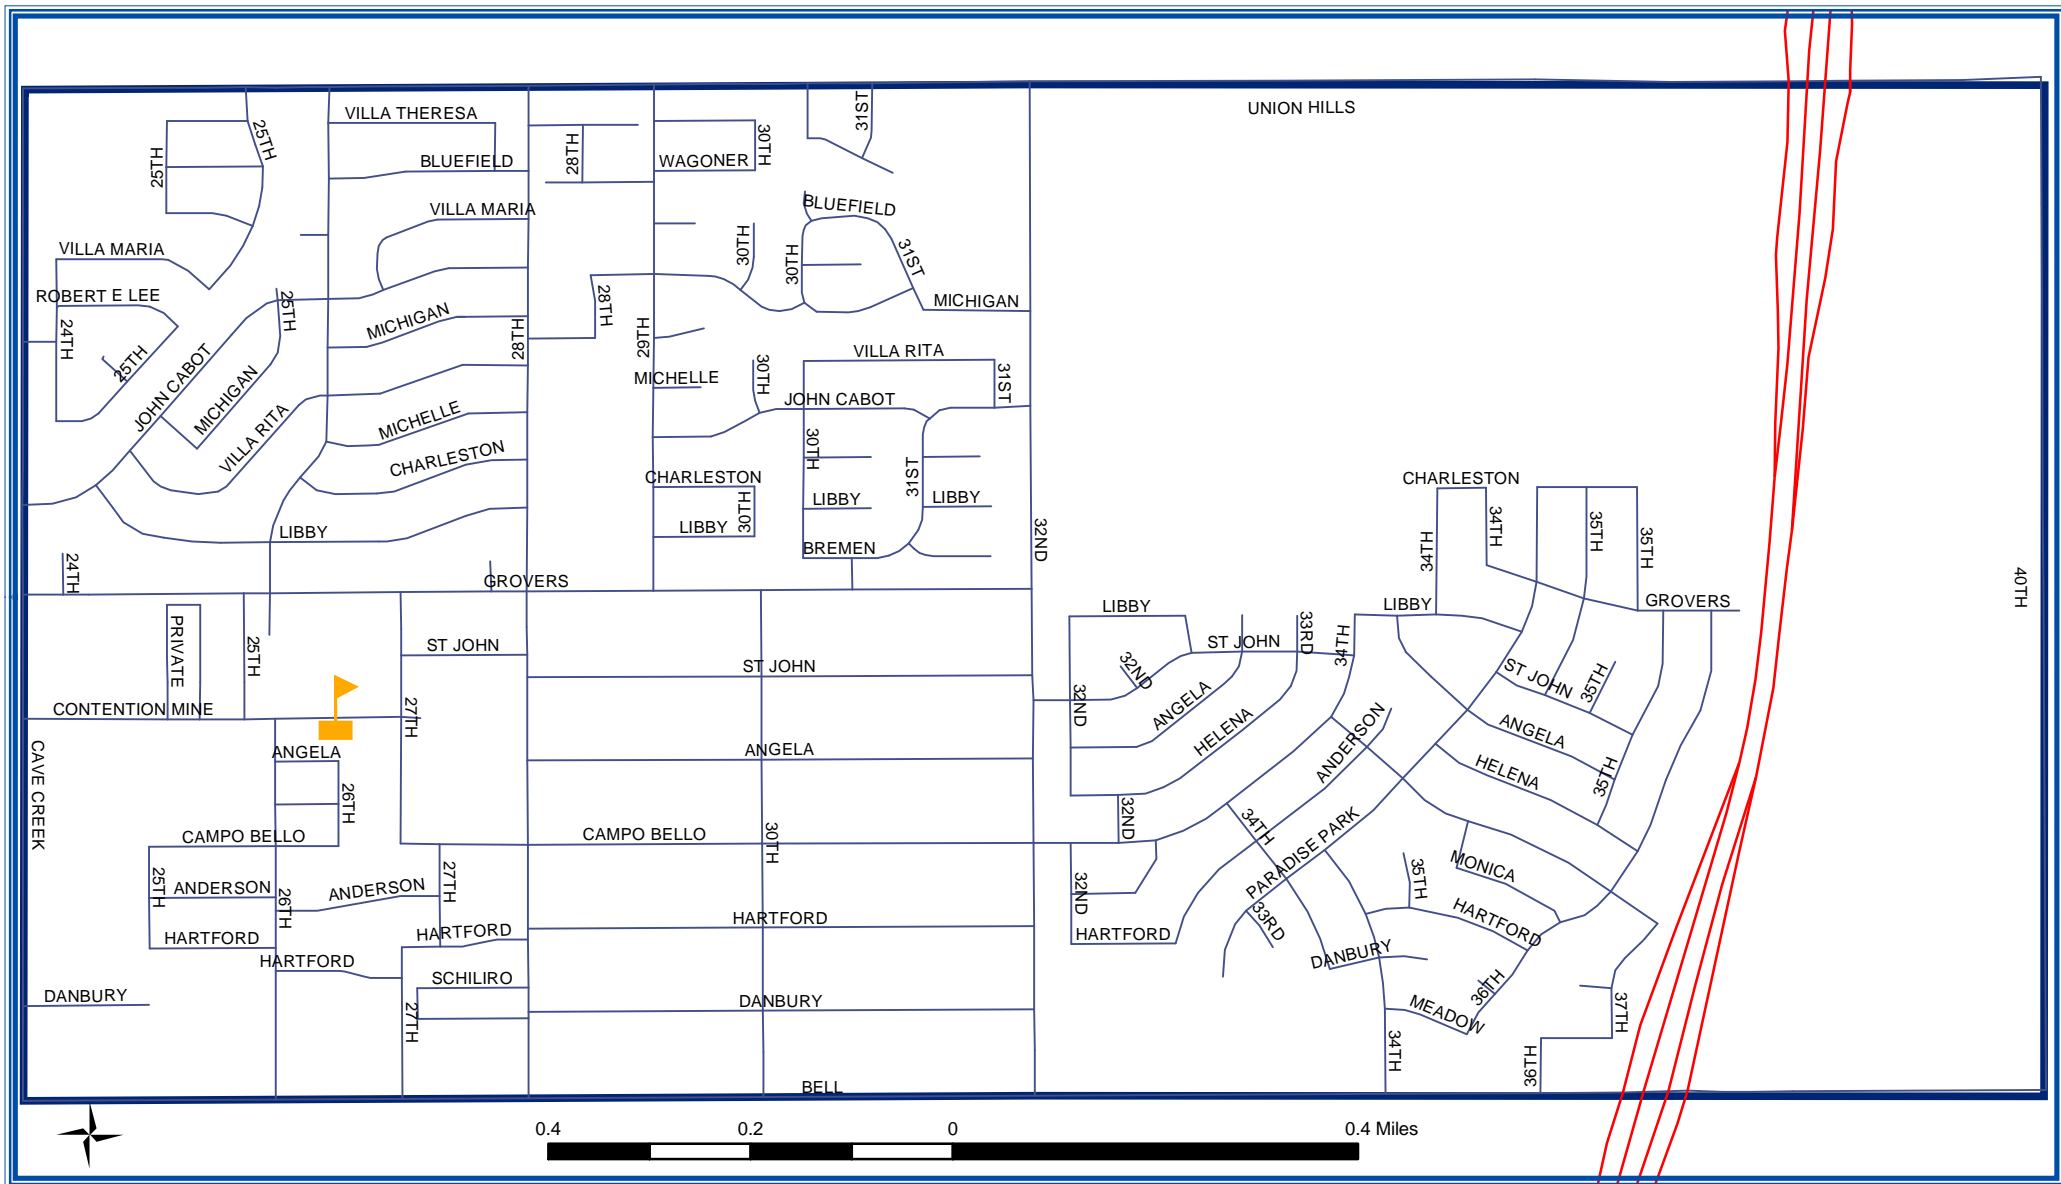 UNION HILLS
VILLA THERESA
31ST
25TH
28TH
30TH
25TH
BLUEFIELD
WAGONER
VILLA MARIA
BLUEFIELD
VILLA MARIA
30TH
30TH
31ST
ROBERT E LEE
25TH
28TH
MICHIGAN
MICHIGAN
24TH
28TH
29TH
25TH
JOHN CABOT
VILLA RITA
MICHELLE
30TH
31ST
MICHIGAN
JOHN CABOT
VILLA RITA
MICHELLE
30TH
CHARLESTON
CHARLESTON
31ST
CHARLESTON
LIBBY
LIBBY
30TH
LIBBY
LIBBY
32ND
34TH
34TH
35TH
35TH
BREMEN
24TH
GROVERS
40TH
LIBBY
LIBBY
GROVERS
PRIVATE
25TH
ST JOHN
ST JOHN
ST JOHN
33RD
34TH
32ND
ST JOHN
35TH
CONTENTION MINE
27TH
32ND
ANGELA
HELENA
ANDERSON
ANGELA
CAVE CREEK
ANGELA
ANGELA
HELENA
35TH
26TH
CAMPO BELLO
CAMPO BELLO
30TH
32ND
34TH
PARADISE PARK
25TH
ANDERSON
ANDERSON
27TH
26TH
32ND
35TH
MONICA
HARTFORD
HARTFORD
HARTFORD
HARTFORD
33RD
HARTFORD
HARTFORD
DANBURY
SCHILIRO
DANBURY
27TH
DANBURY
36TH
MEADOW
37TH
34TH
36TH
BELL
0.4
0.2
0
0.4 Miles